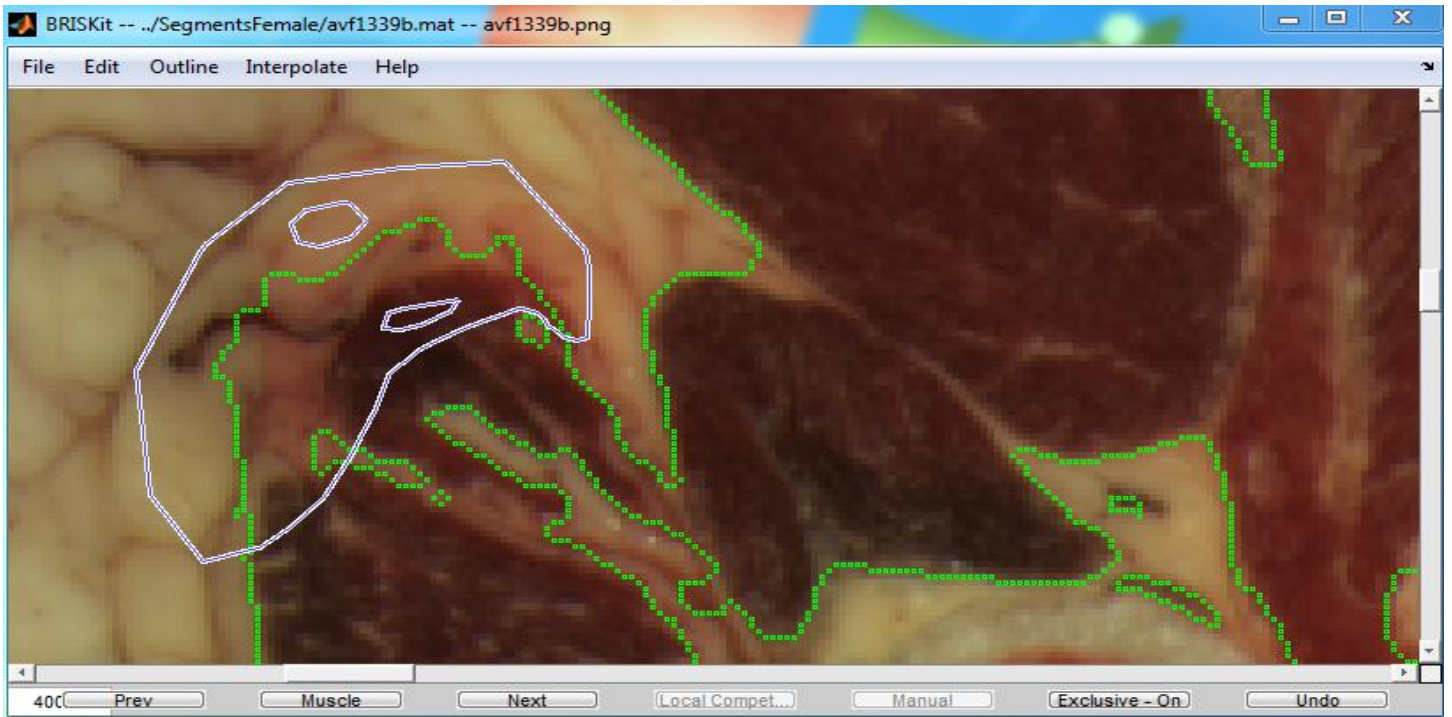 BRISKit -- ../SegmentsFemale/avf1339b.mat -- avf1339b.png
File Edit Outline Interpolate Help
400 Prev Muscle Next Local Compet... Manual Exclusive - On Undo